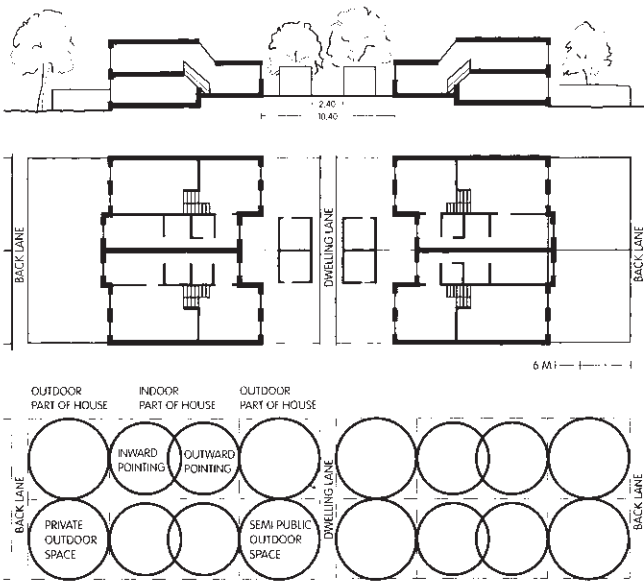 2.40
10.40
BACK LANE
DWELLING LANE
BACK LANE
6 M
OUTDOOR
PART OF HOUSE
INDOOR
PART OF HOUSE
OUTDOOR
PART OF HOUSE
BACK LANE
INWARD
POINTING
OUTWARD
POINTING
DWELLING LANE
BACK LANE
PRIVATE
OUTDOOR
SPACE
SEMI PUBLIC
OUTDOOR
SPACE